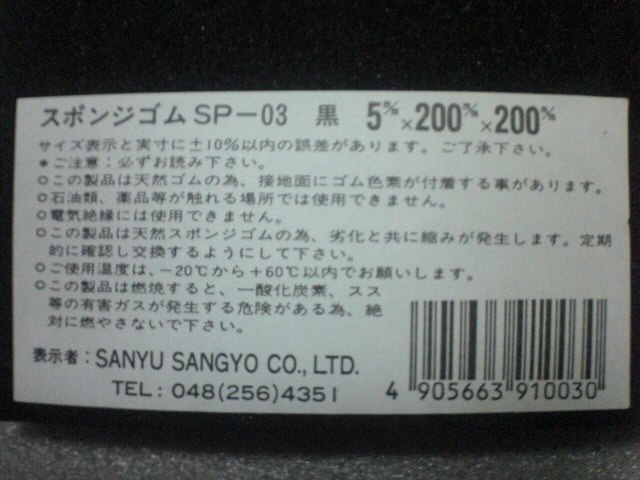 スポンジゴム SP－03　黒　5㎜×200㎜×200㎜
サイズ表示と実寸に±10％以内の誤差があります。ご了承下さい。
＊ご注意：必ずお読み下さい。
○この製品は天然ゴムの為、接地面にゴム色素が付着する事があります。
○石油類、薬品等が触れる場所では使用できません。
○電気絶縁には使用できません。
○この製品は天然スポンジゴムの為、劣化と共に縮みが発生します。定期
的に確認し交換するようにして下さい。
○ご使用温度は、－20℃から＋60℃以内でお願いします。
○この製品は燃焼すると、一酸化炭素、スス
等の有害ガスが発生する危険がある為、絶
対に燃やさないで下さい。
表示者：SANYU SANGYO CO., LTD.
TEL：048(256)4351
4 905663 910030